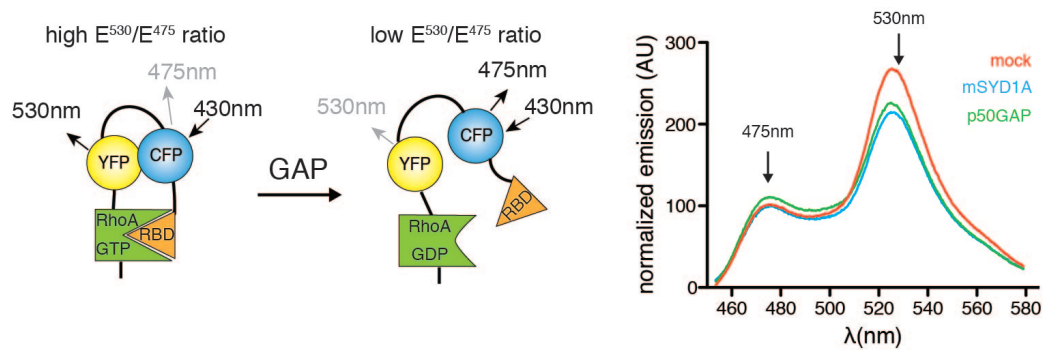 high E530/E475 ratio
475nm
530nm
430nm
YFP
CFP
RhoA
GTP
RBD
GAP
low E530/E475 ratio
475nm
530nm
430nm
YFP
CFP
RBD
RhoA
GDP
530nm
mock
mSYD1A
p50GAP
475nm
normalized emission (AU)
300
200
100
0
460 480 500 520 540 560 580
λ(nm)